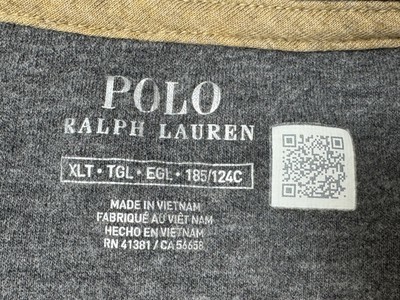 POLO
RALPH LAUREN
XLT • TGL • EGL • 185/124C
MADE IN VIETNAM
FABRIQUÉ AU VIÊT NAM
HECHO EN VIETNAM
RN 41381 / CA 56658